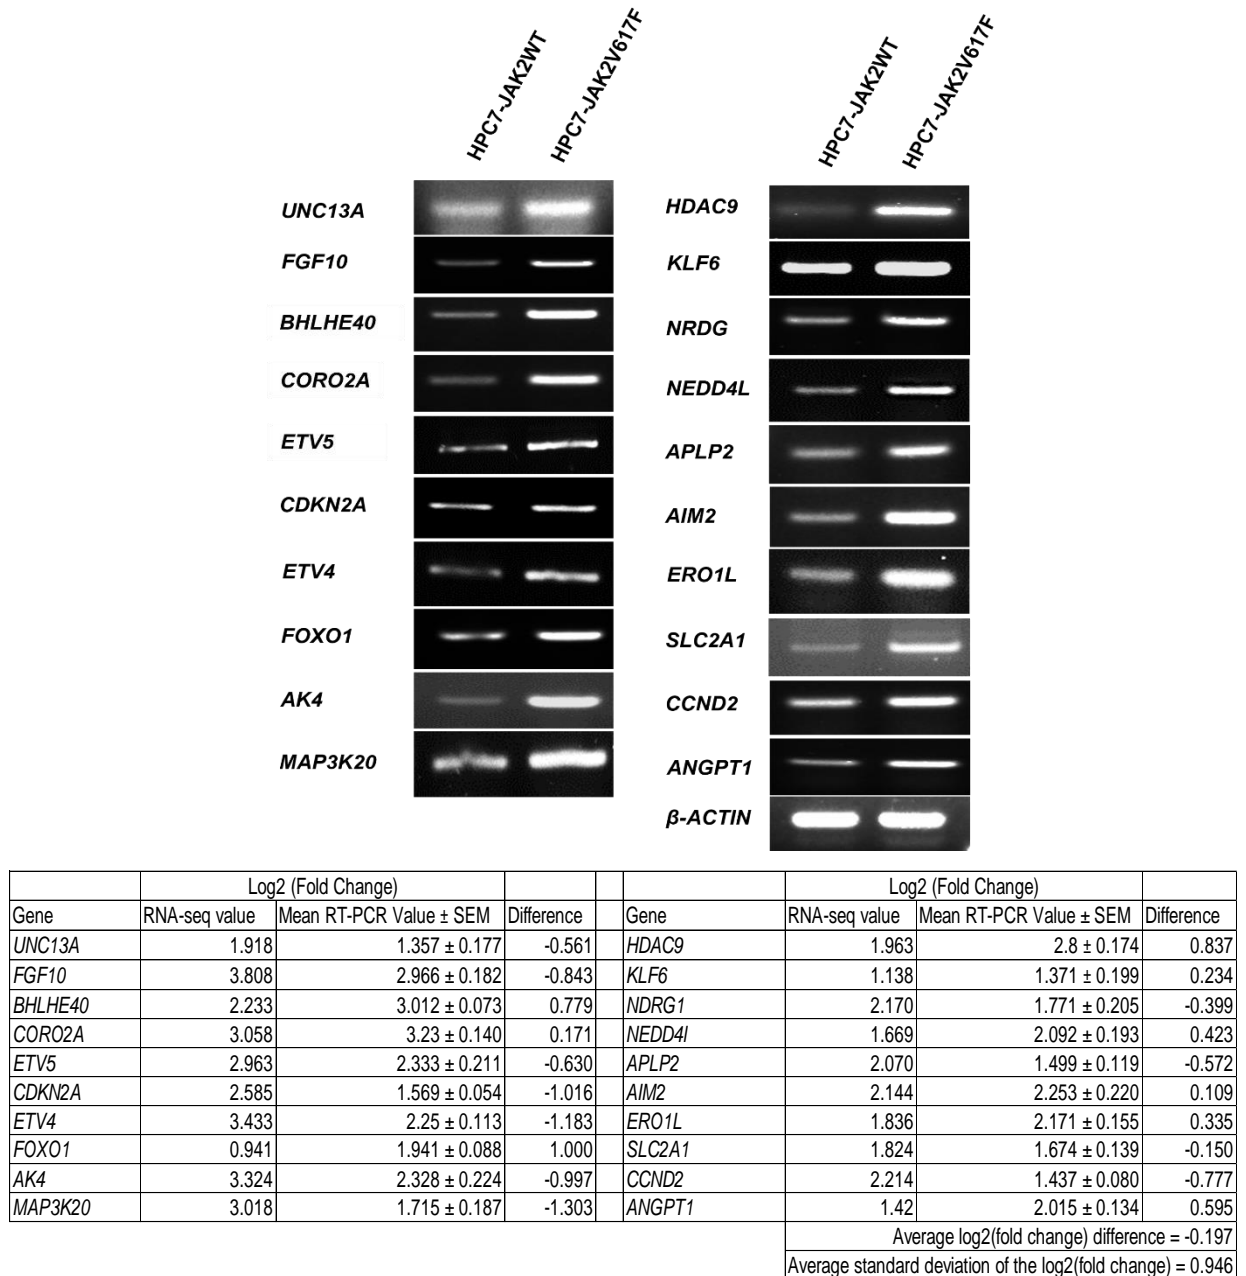 HPC7-JAK2WT
HPC7-JAK2V617F
UNC13A
FGF10
BHLHE40
CORO2A
ETV5
CDKN2A
ETV4
FOXO1
AK4
MAP3K20
HPC7-JAK2WT
HPC7-JAK2V617F
HDAC9
KLF6
NRDG
NEDD4L
APLP2
AIM2
ERO1L
SLC2A1
CCND2
ANGPT1
β-ACTIN
Log2 (Fold Change) Log2 (Fold Change)
Gene RNA-seq value Mean RT-PCR Value ± SEM Difference Gene RNA-seq value Mean RT-PCR Value ± SEM Difference
UNC13A 1.918 1.357 ± 0.177 -0.561 HDAC9 1.963 2.8 ± 0.174 0.837
FGF10 3.808 2.966 ± 0.182 -0.843 KLF6 1.138 1.371 ± 0.199 0.234
BHLHE40 2.233 3.012 ± 0.073 0.779 NDRG1 2.170 1.771 ± 0.205 -0.399
CORO2A 3.058 3.23 ± 0.140 0.171 NEDD4l 1.669 2.092 ± 0.193 0.423
ETV5 2.963 2.333 ± 0.211 -0.630 APLP2 2.070 1.499 ± 0.119 -0.572
CDKN2A 2.585 1.569 ± 0.054 -1.016 AIM2 2.144 2.253 ± 0.220 0.109
ETV4 3.433 2.25 ± 0.113 -1.183 ERO1L 1.836 2.171 ± 0.155 0.335
FOXO1 0.941 1.941 ± 0.088 1.000 SLC2A1 1.824 1.674 ± 0.139 -0.150
AK4 3.324 2.328 ± 0.224 -0.997 CCND2 2.214 1.437 ± 0.080 -0.777
MAP3K20 3.018 1.715 ± 0.187 -1.303 ANGPT1 1.42 2.015 ± 0.134 0.595
Average log2(fold change) difference = -0.197
Average standard deviation of the log2(fold change) = 0.946